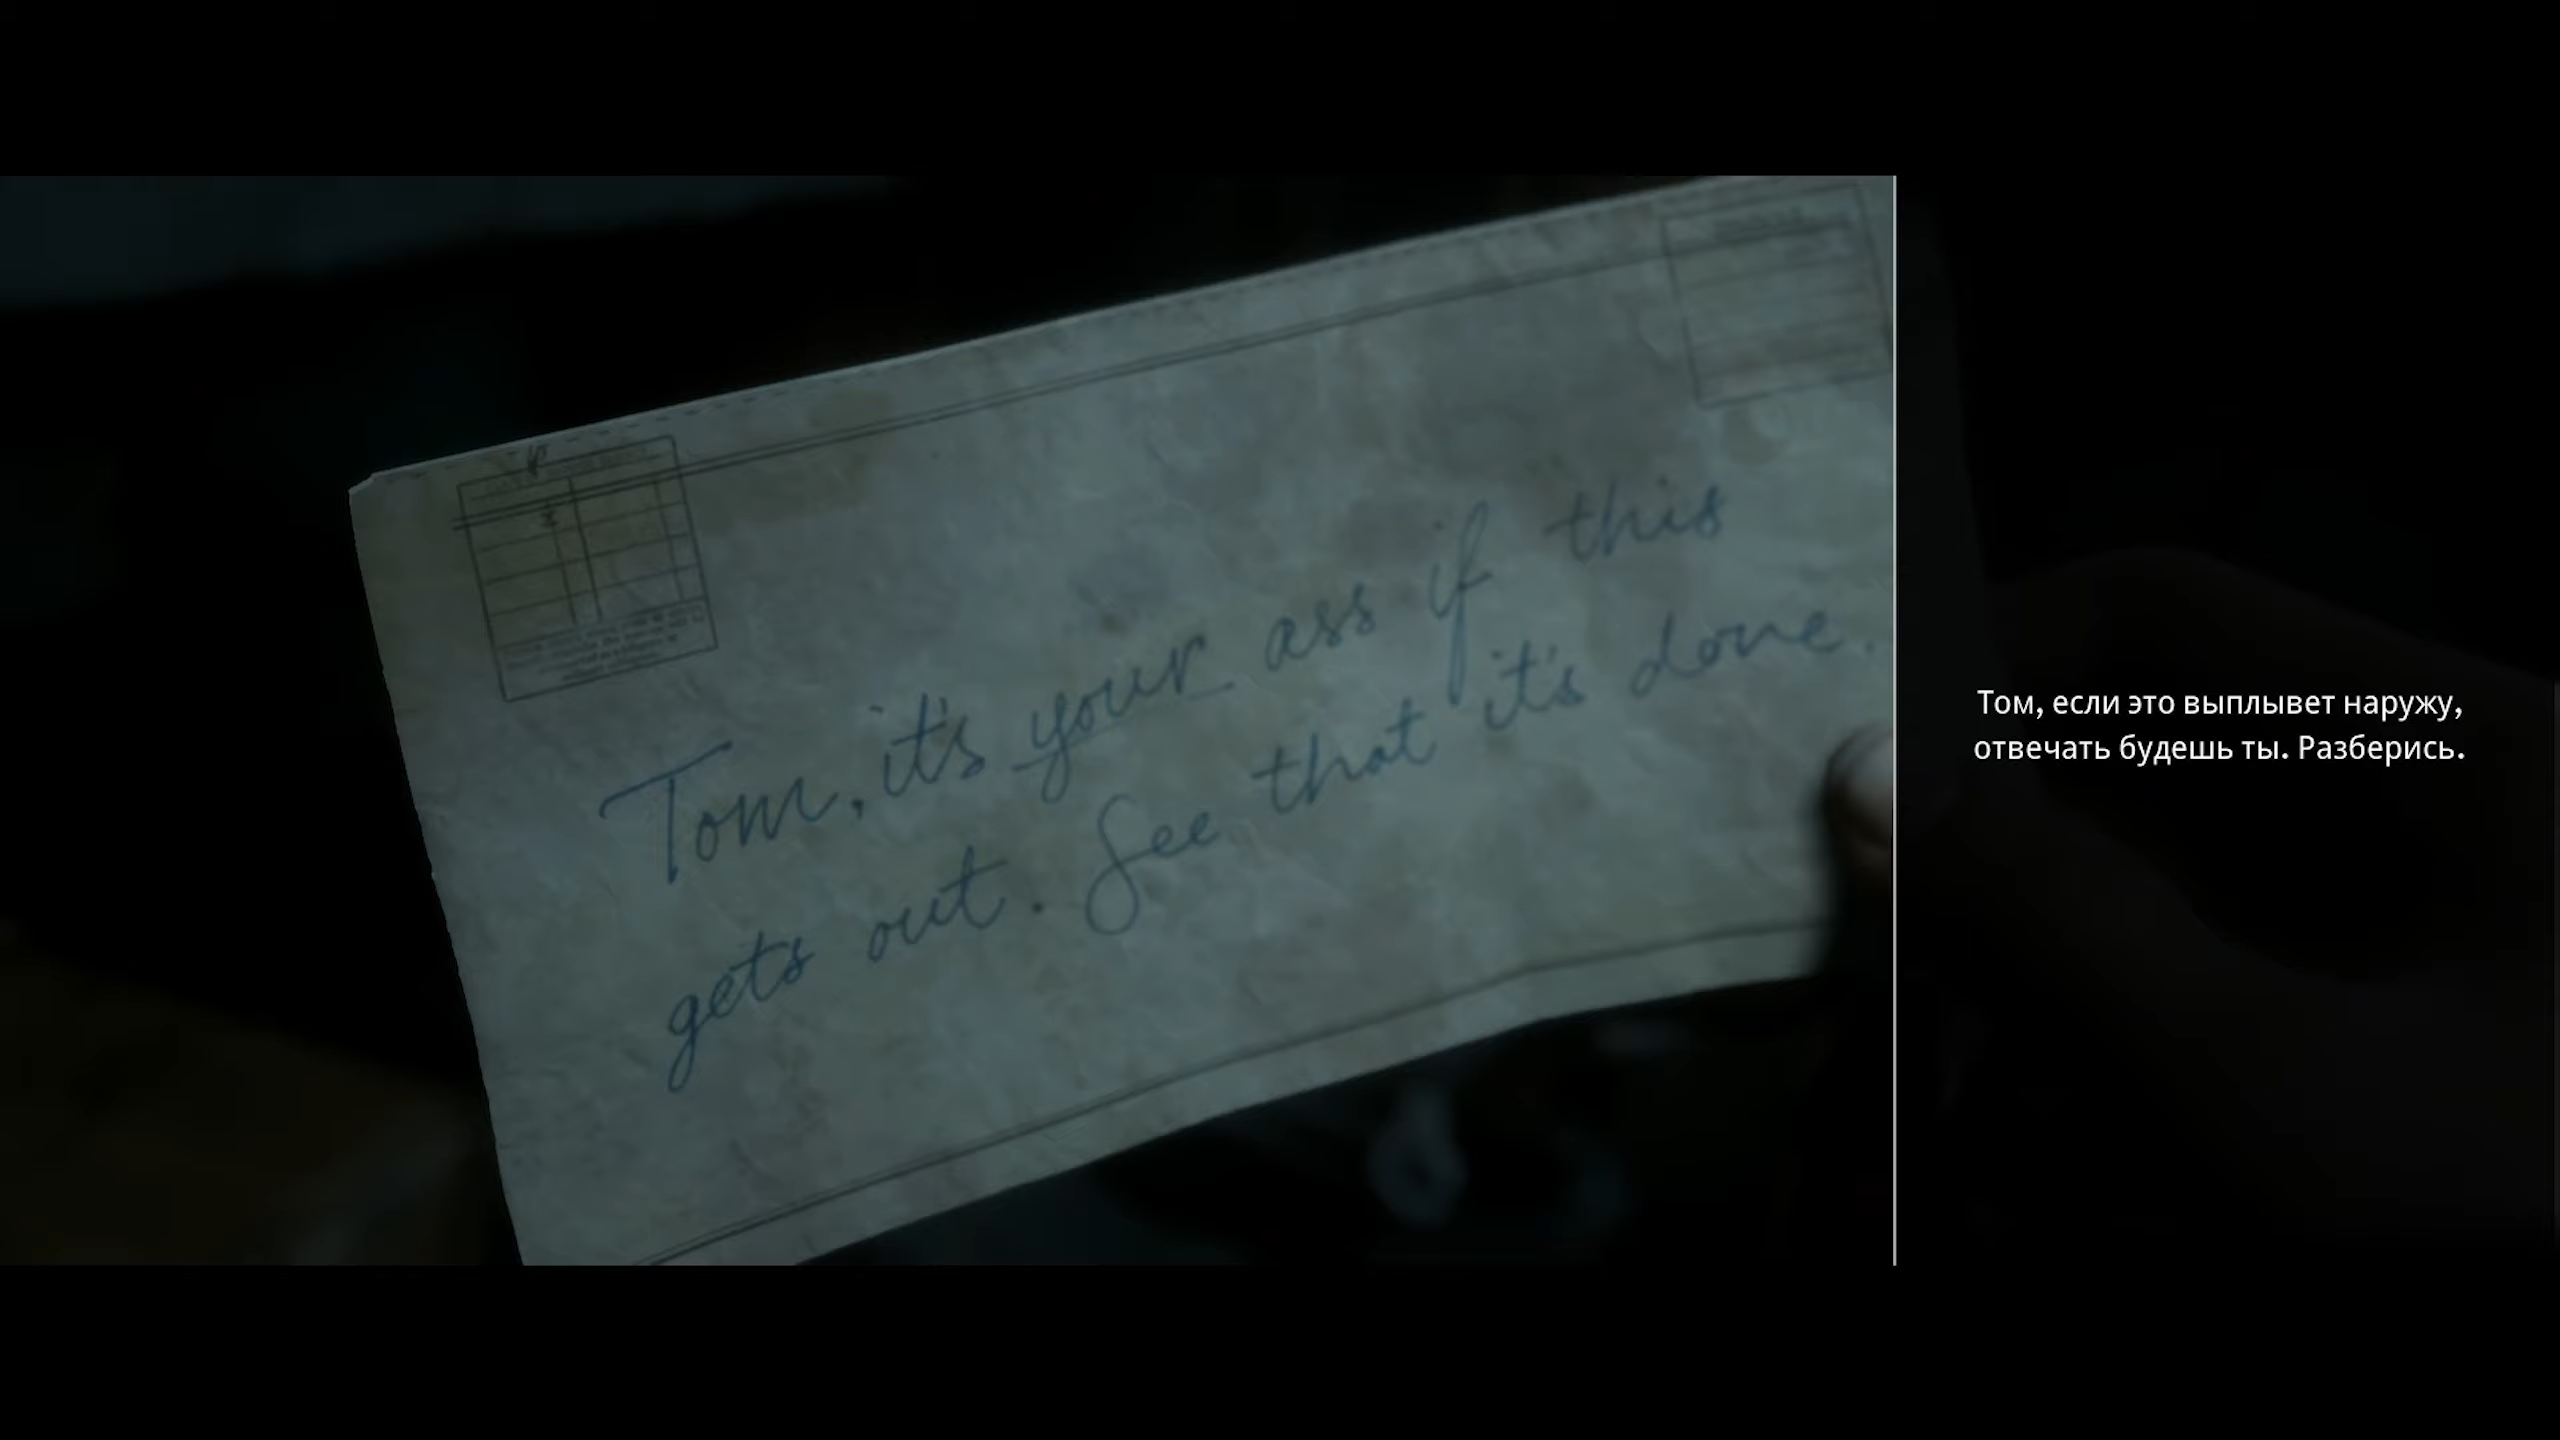 Tom, it's your ass if this
gets out. See that it's done.
Том, если это выплывет наружу,
отвечать будешь ты. Разберись.